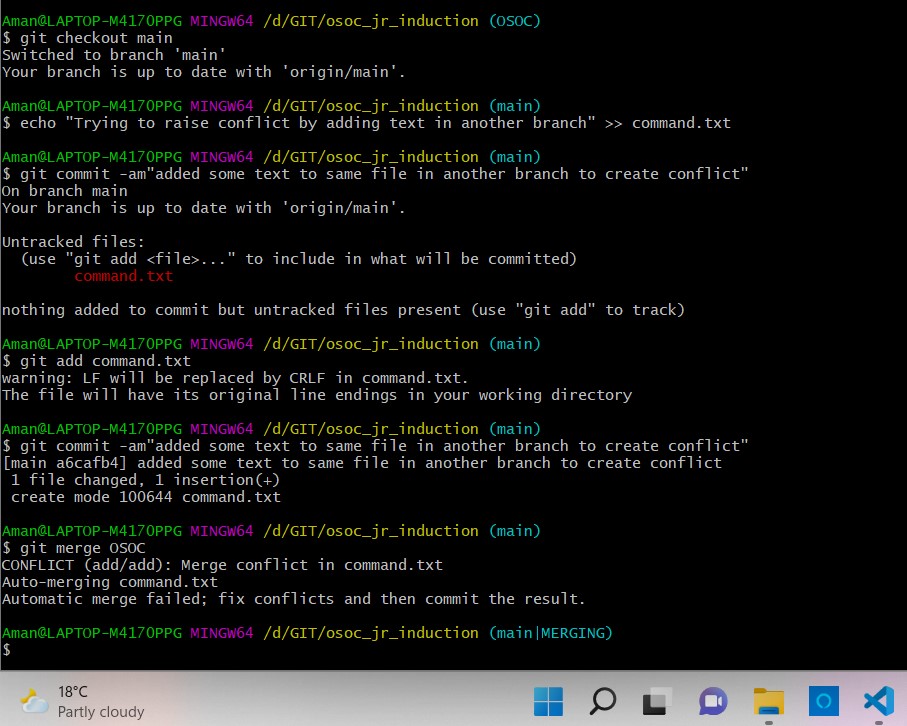 Aman@LAPTOP-M4170PPG MINGW64 /d/GIT/osoc_jr_induction (OSOC)
$ git checkout main
Switched to branch 'main'
Your branch is up to date with 'origin/main'.
Aman@LAPTOP-M4170PPG MINGW64 /d/GIT/osoc_jr_induction (main)
$ echo "Trying to raise conflict by adding text in another branch" >> command.txt
Aman@LAPTOP-M4170PPG MINGW64 /d/GIT/osoc_jr_induction (main)
$ git commit -am"added some text to same file in another branch to create conflict"
On branch main
Your branch is up to date with 'origin/main'.
Untracked files:
  (use "git add <file>..." to include in what will be committed)
        command.txt
nothing added to commit but untracked files present (use "git add" to track)
Aman@LAPTOP-M4170PPG MINGW64 /d/GIT/osoc_jr_induction (main)
$ git add command.txt
warning: LF will be replaced by CRLF in command.txt.
The file will have its original line endings in your working directory
Aman@LAPTOP-M4170PPG MINGW64 /d/GIT/osoc_jr_induction (main)
$ git commit -am"added some text to same file in another branch to create conflict"
[main a6cafb4] added some text to same file in another branch to create conflict
 1 file changed, 1 insertion(+)
 create mode 100644 command.txt
Aman@LAPTOP-M4170PPG MINGW64 /d/GIT/osoc_jr_induction (main)
$ git merge OSOC
CONFLICT (add/add): Merge conflict in command.txt
Auto-merging command.txt
Automatic merge failed; fix conflicts and then commit the result.
Aman@LAPTOP-M4170PPG MINGW64 /d/GIT/osoc_jr_induction (main|MERGING)
$
18°C
Partly cloudy